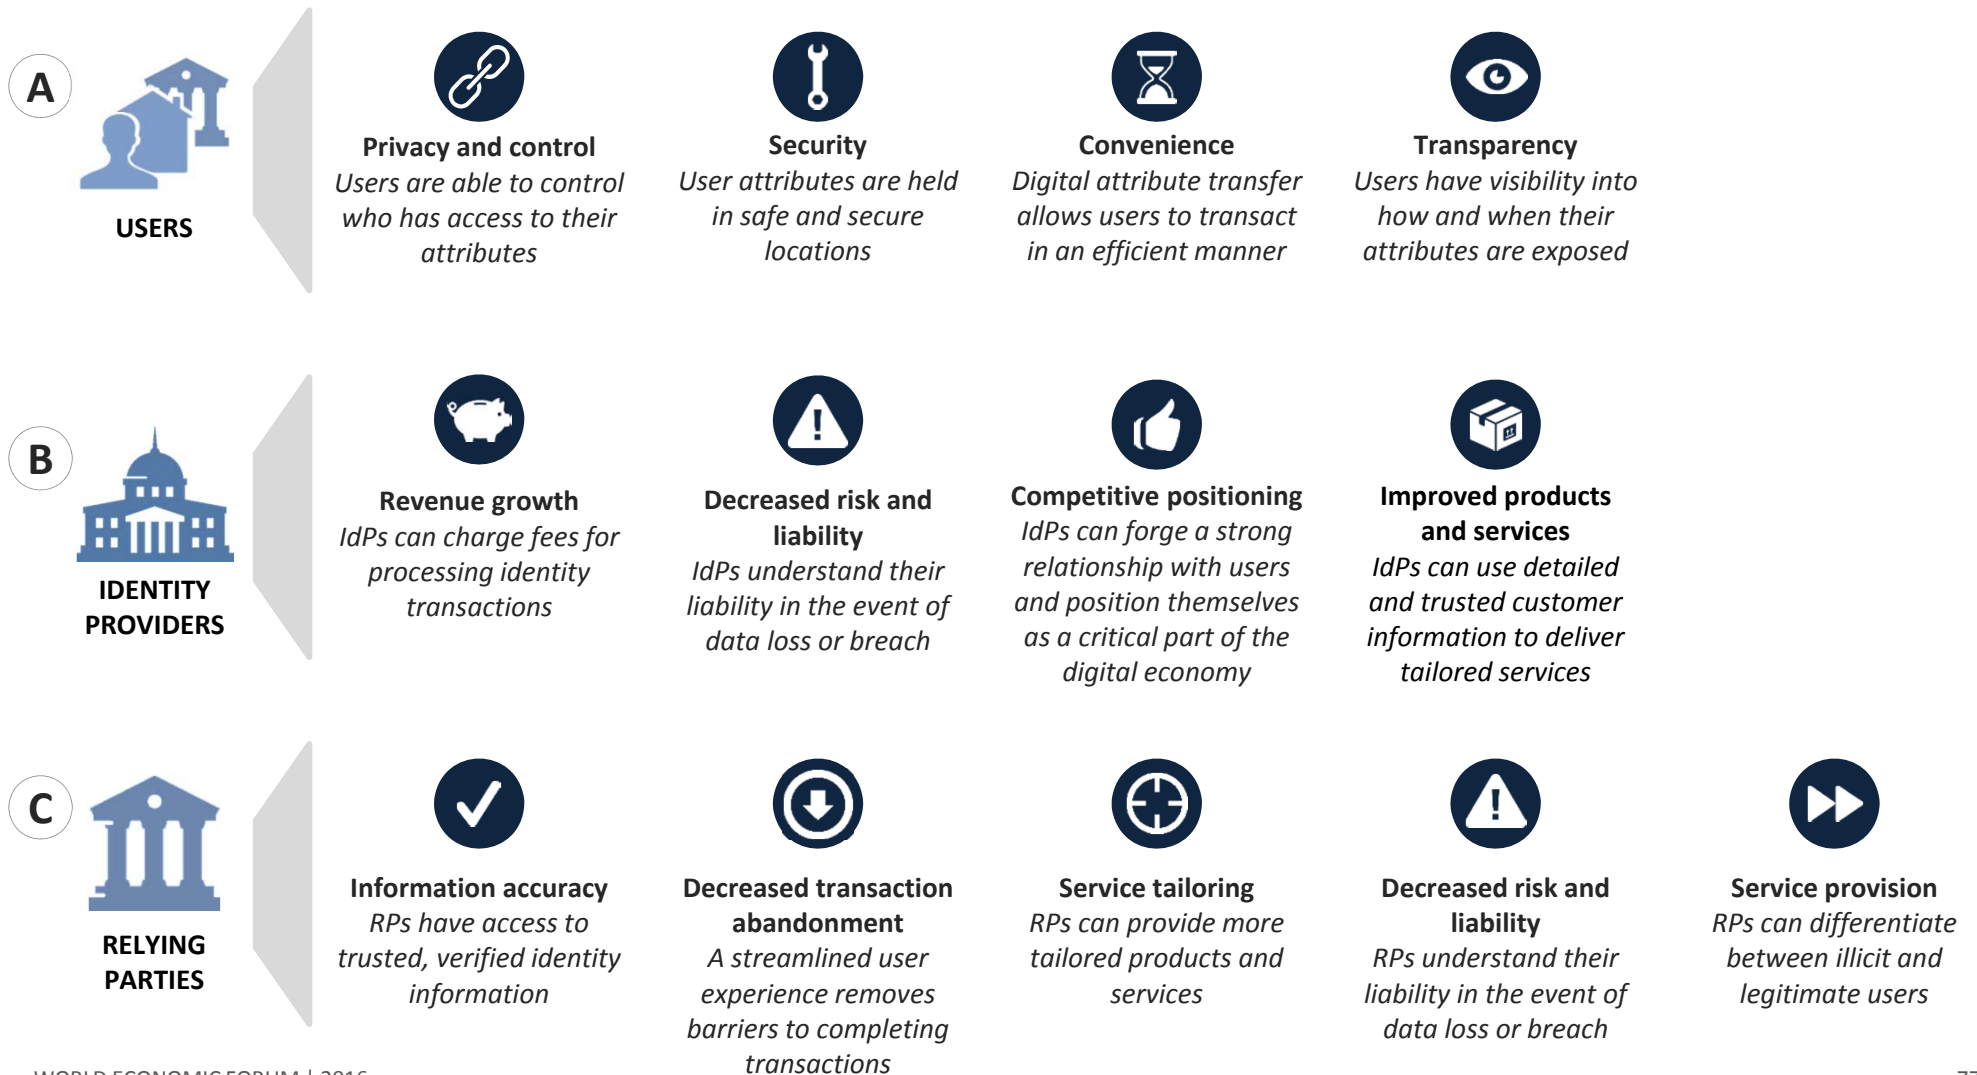 A
USERS
Privacy and control
Users are able to control
who has access to their
attributes
Security
User attributes are held
in safe and secure
locations
Convenience
Digital attribute transfer
allows users to transact
in an efficient manner
Transparency
Users have visibility into
how and when their
attributes are exposed
B
IDENTITY
PROVIDERS
Revenue growth
IdPs can charge fees for
processing identity
transactions
Decreased risk and
liability
IdPs understand their
liability in the event of
data loss or breach
Competitive positioning
IdPs can forge a strong
relationship with users
and position themselves
as a critical part of the
digital economy
Improved products
and services
IdPs can use detailed
and trusted customer
information to deliver
tailored services
C
RELYING
PARTIES
Information accuracy
RPs have access to
trusted, verified identity
information
Decreased transaction
abandonment
A streamlined user
experience removes
barriers to completing
transactions
Service tailoring
RPs can provide more
tailored products and
services
Decreased risk and
liability
RPs understand their
liability in the event of
data loss or breach
Service provision
RPs can differentiate
between illicit and
legitimate users
WORLD ECONOMIC FORUM | 2016